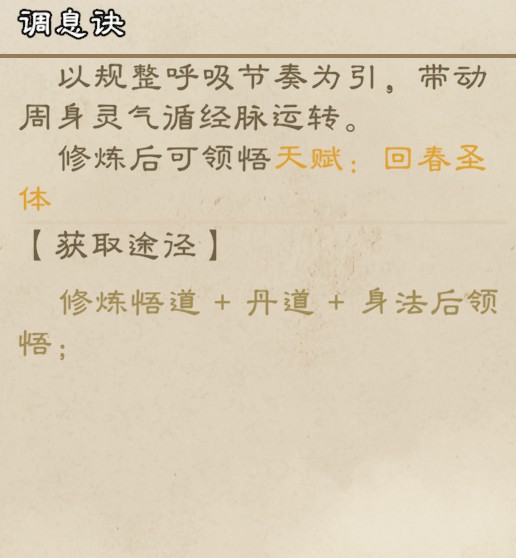 调息诀
以规整呼吸节奏为引，带动
周身灵气循经脉运转。
修炼后可领悟天赋：回春圣
体
【获取途径】
修炼悟道 + 丹道 + 身法后领
悟；